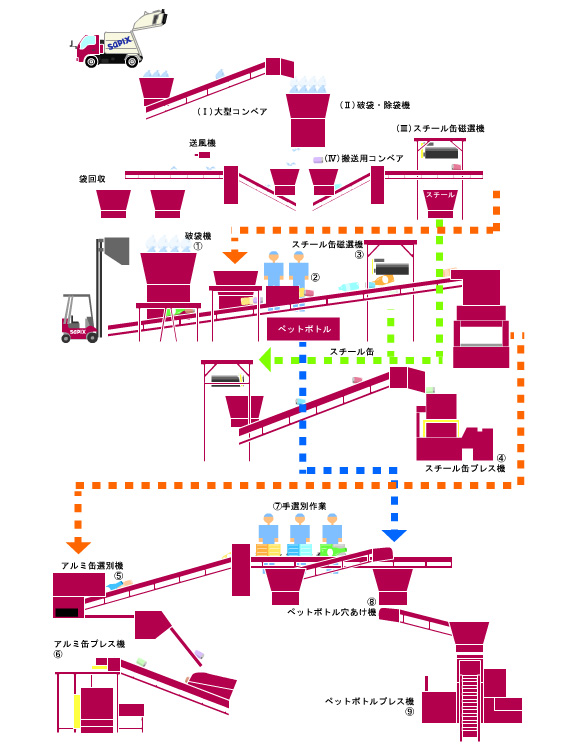 SaPiX
(Ⅰ)大型コンベア
(Ⅱ)破袋・除袋機
(Ⅲ)スチール缶磁選機
送風機
(Ⅳ)搬送用コンベア
袋回収
スチール
破袋機
①
スチール缶磁選機
③
②
SaPiX
ペットボトル
スチール缶
④
スチール缶プレス機
⑦手選別作業
アルミ缶選別機
⑤
⑧
ペットボトル穴あけ機
アルミ缶プレス機
⑥
ペットボトルプレス機
⑨